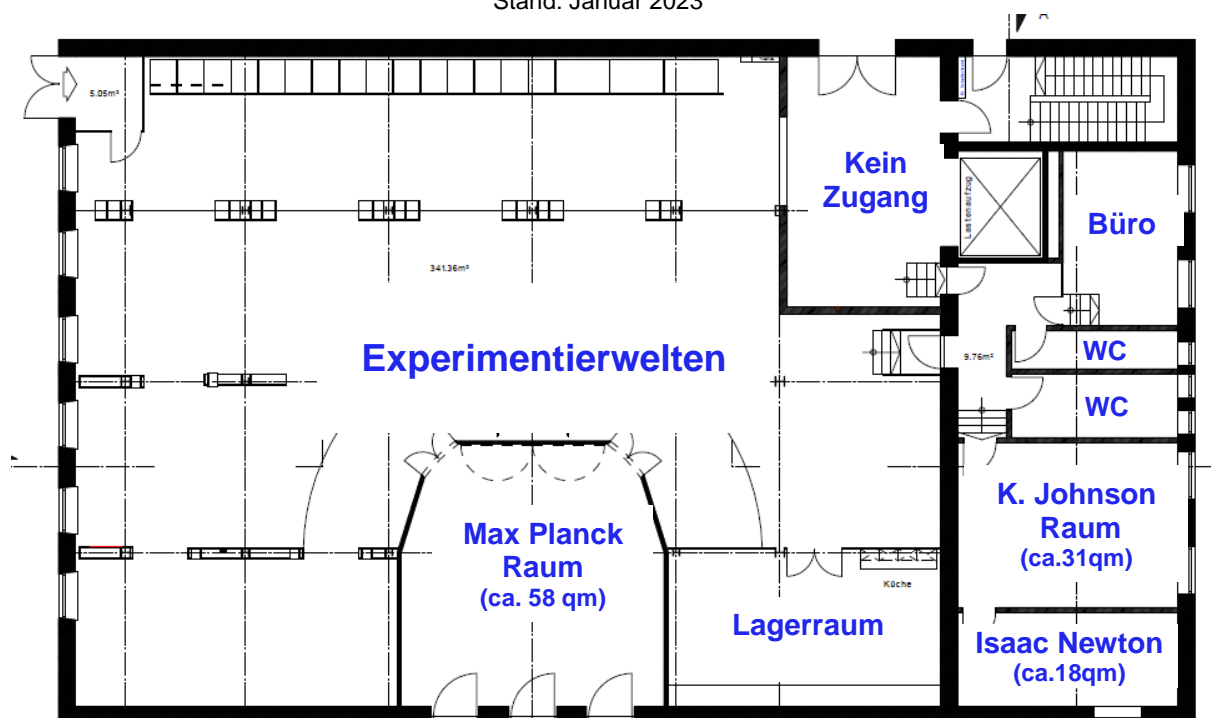 Stand: Januar 2023
A
5.05m²
Kein
Zugang
Lastenaufzug
Büro
341.36m²
Experimentierwelten
9.76m²
WC
WC
K. Johnson
Raum
(ca.31qm)
Max Planck
Raum
(ca. 58 qm)
Küche
Lagerraum
Isaac Newton
(ca.18qm)